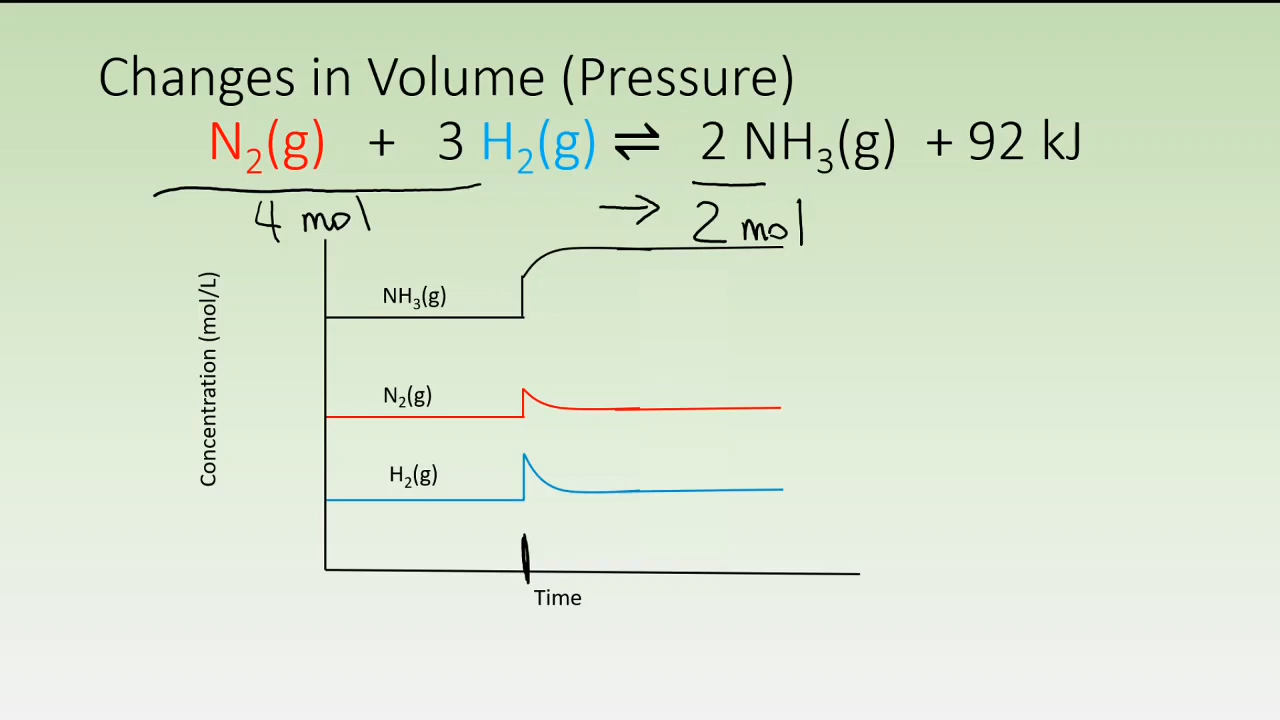 Changes in Volume (Pressure)
N₂(g) + 3 H₂(g) ⇌ 2 NH₃(g) + 92 kJ
4 mol → 2 mol
NH₃(g)
N₂(g)
H₂(g)
Concentration (mol/L)
Time